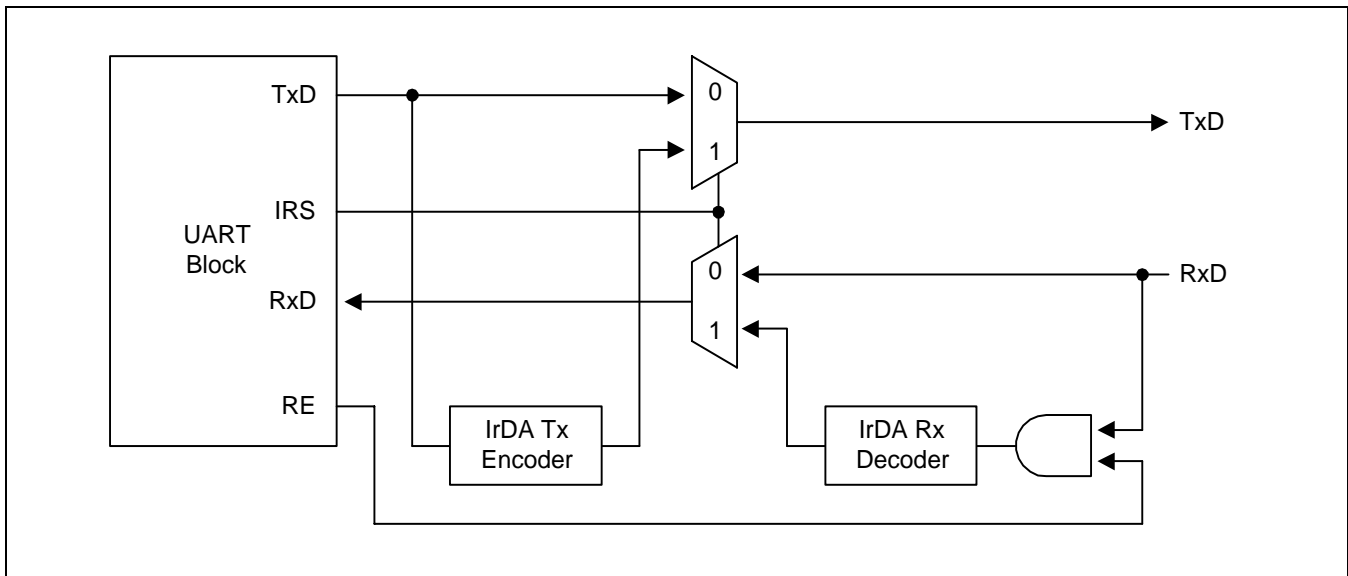 TxD
0
TxD
1
IRS
UART
Block
0
RxD
RxD
1
RE
IrDA Tx
Encoder
IrDA Rx
Decoder